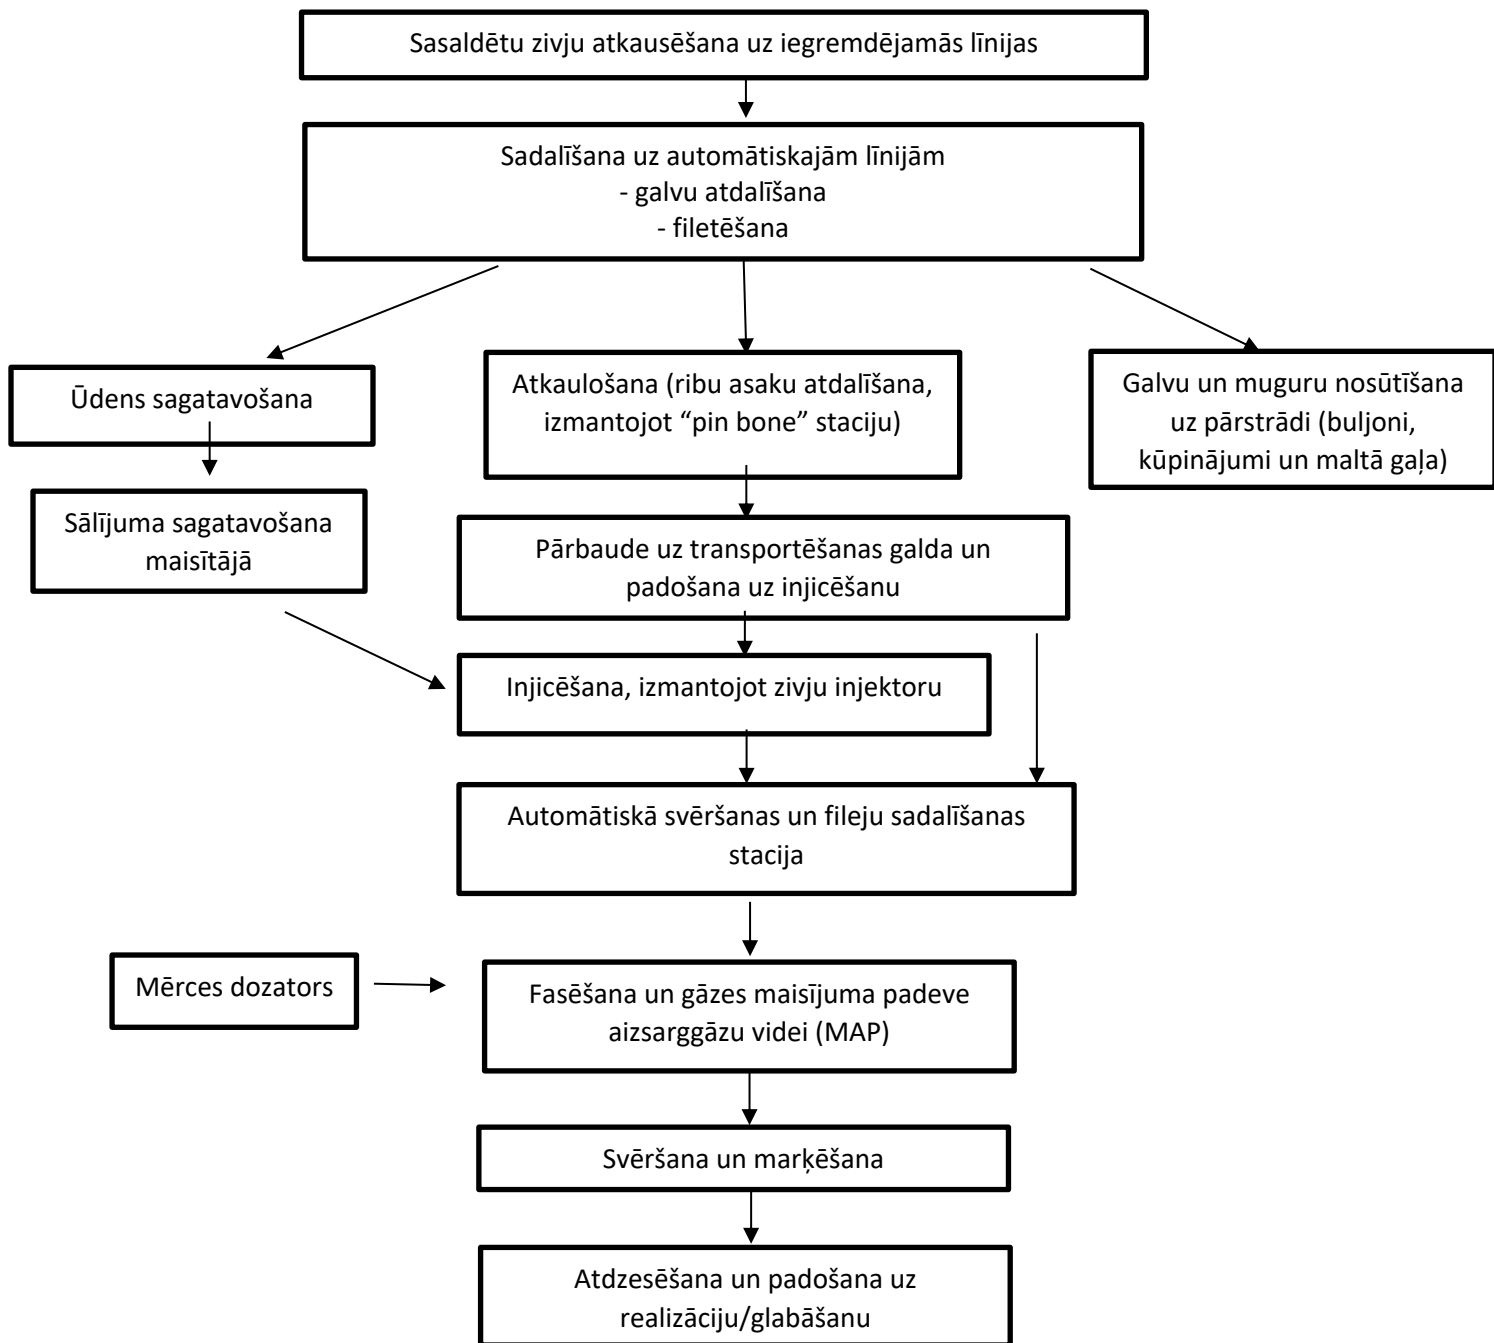 Sasaldētu zivju atkausēšana uz iegremdējamās līnijas
Sadalīšana uz automātiskajām līnijām
- galvu atdalīšana
- filetēšana
Ūdens sagatavošana
Atkaulošana (ribu asaku atdalīšana,
izmantojot “pin bone” staciju)
Galvu un muguru nosūtīšana
uz pārstrādi (buljoni,
kūpinājumi un maltā gaļa)
Sālījuma sagatavošana
maisītājā
Pārbaude uz transportēšanas galda un
padošana uz injicēšanu
Injicēšana, izmantojot zivju injektoru
Automātiskā svēršanas un fileju sadalīšanas
stacija
Mērces dozators
Fasēšana un gāzes maisījuma padeve
aizsarggāzu videi (MAP)
Svēršana un marķēšana
Atdzesēšana un padošana uz
realizāciju/glabāšanu